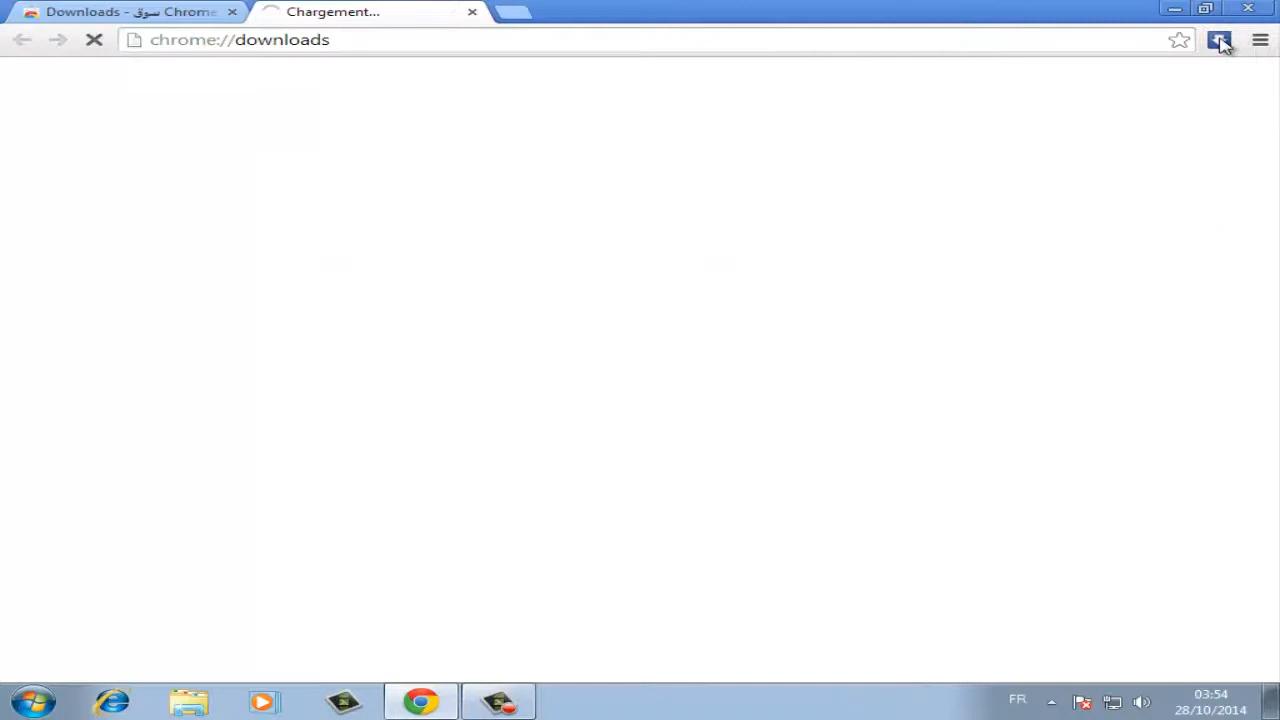 Downloads - سوق Chrome
Chargement...
chrome://downloads
FR
03:54
28/10/2014